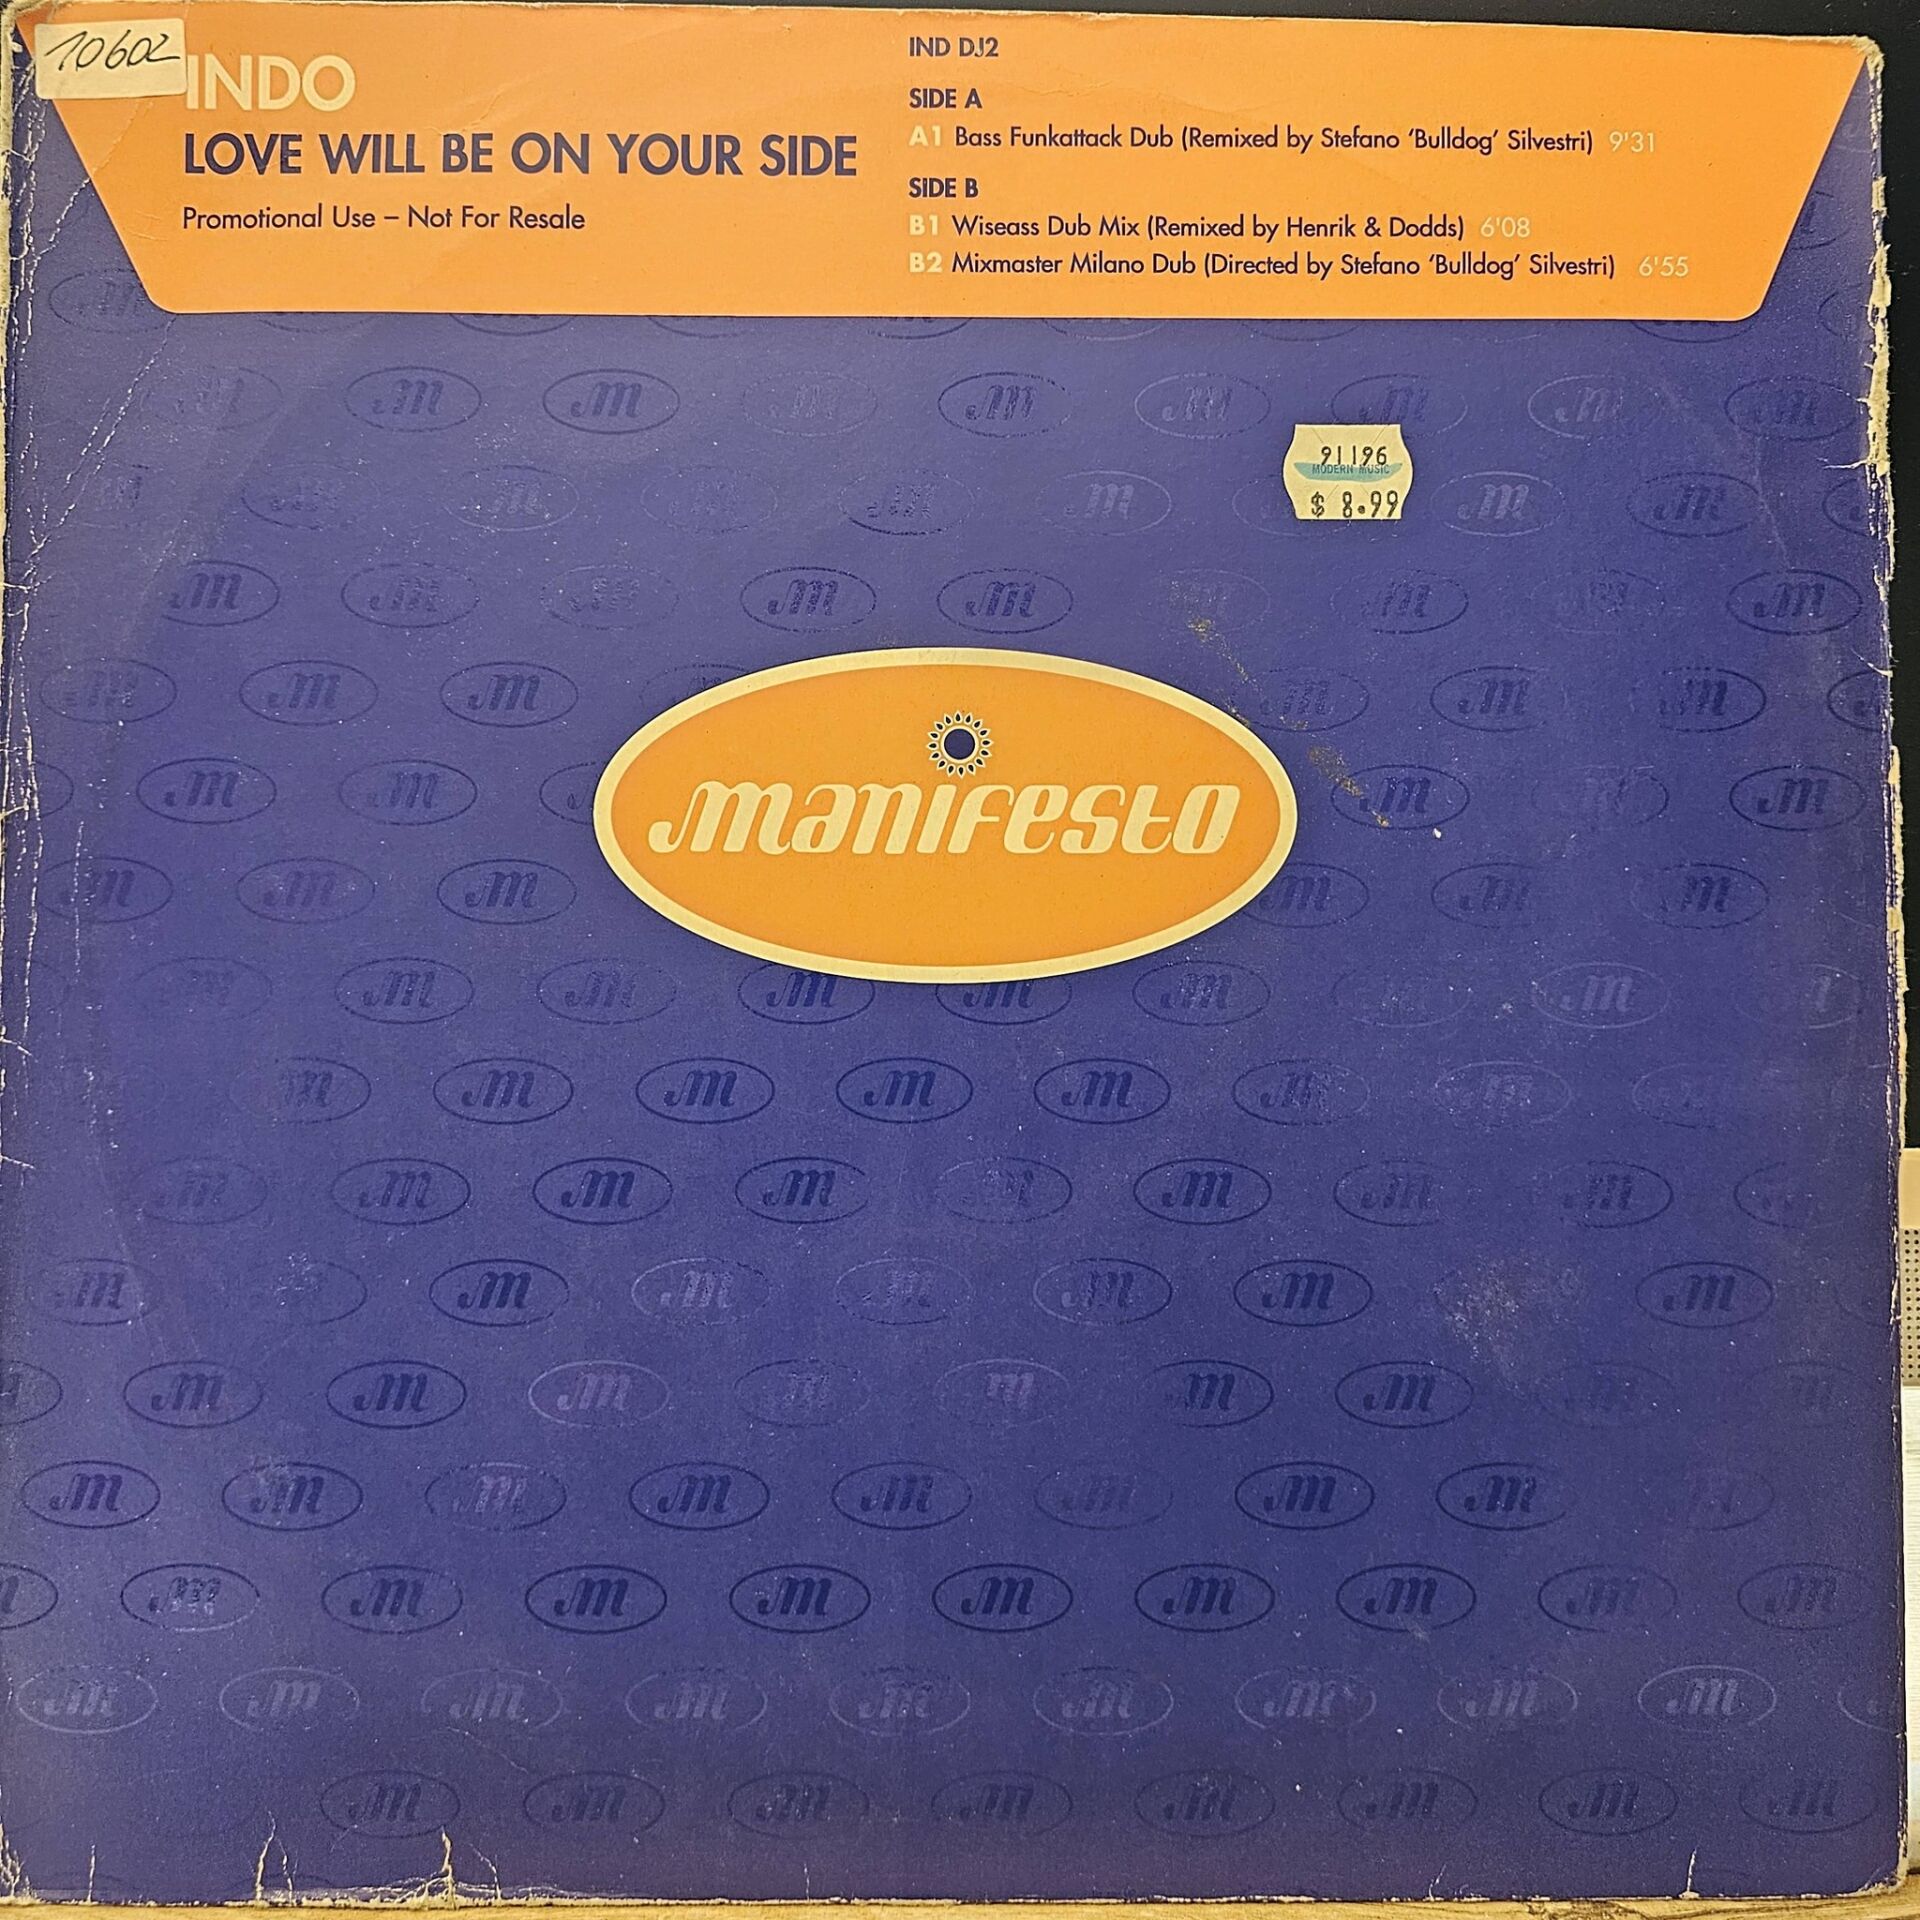 10602
INDO
LOVE WILL BE ON YOUR SIDE
Promotional Use – Not For Resale
IND DJ2
SIDE A
A1 Bass Funkattack Dub (Remixed by Stefano ‘Bulldog’ Silvestri) 9'31
SIDE B
B1 Wiseass Dub Mix (Remixed by Henrik & Dodds) 6'08
B2 Mixmaster Milano Dub (Directed by Stefano ‘Bulldog’ Silvestri) 6'55
91196
MODERN MUSIC
$ 8.99
manifesto